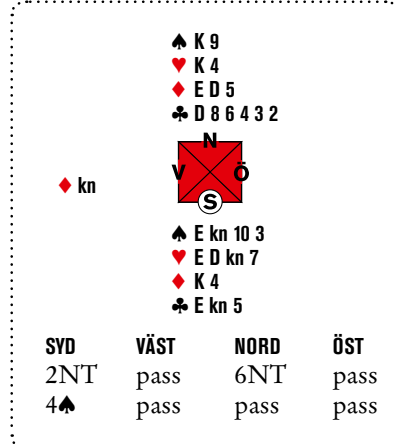 ♠ K 9
♥ K 4
♦ E D 5
♣ D 8 6 4 3 2
N
♦ kn V Ö
S
♠ E kn 10 3
♥ E D kn 7
♦ K 4
♣ E kn 5
SYD VÄST NORD ÖST
2NT pass 6NT pass
4♠ pass pass pass